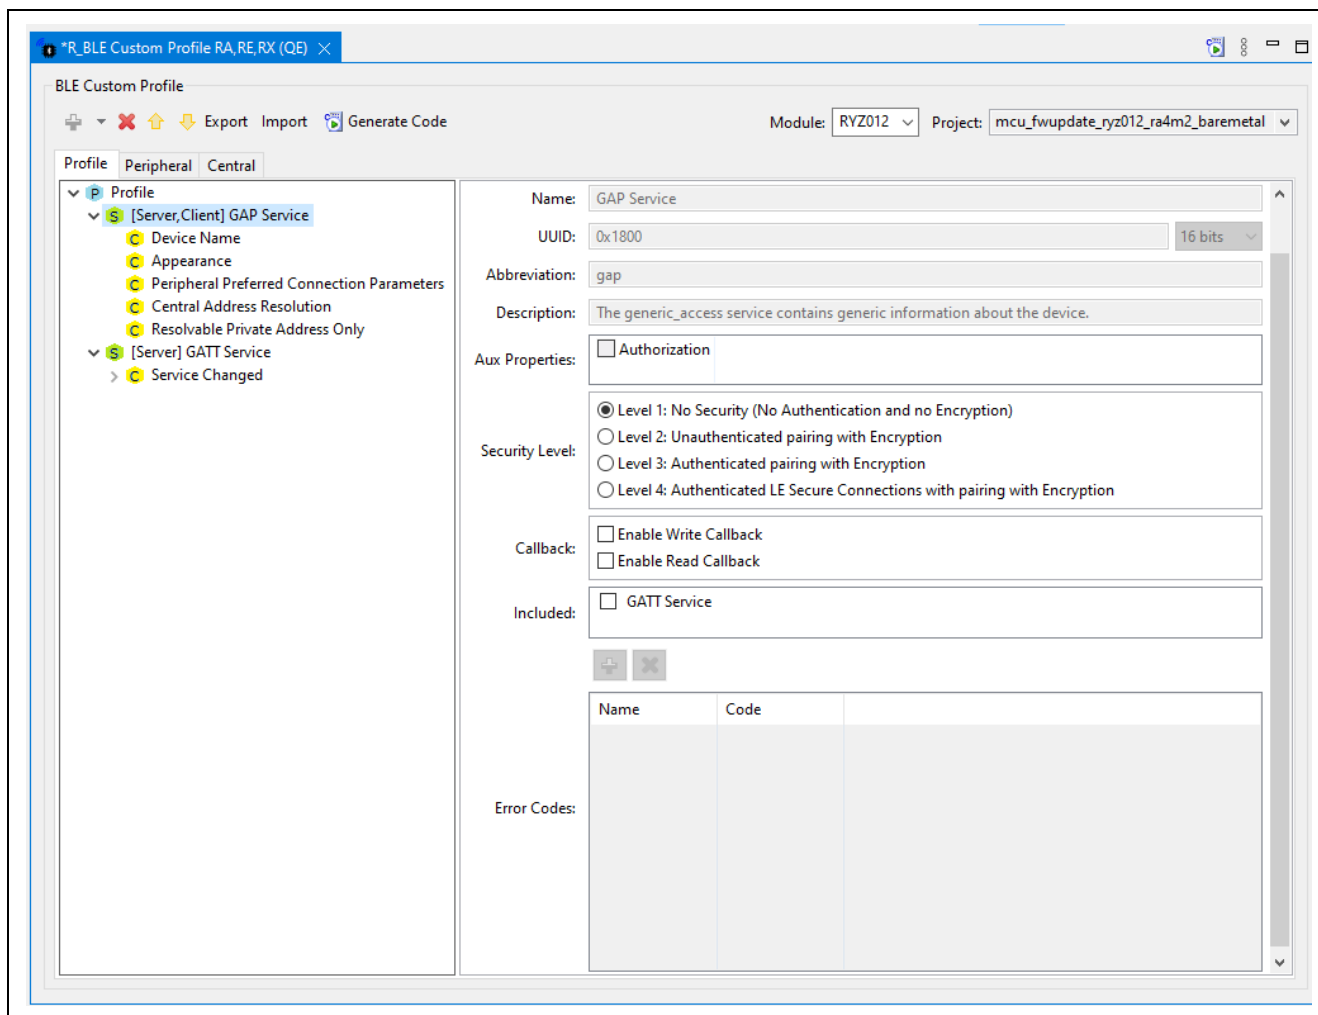 *R_BLE Custom Profile RA,RE,RX (QE)
BLE Custom Profile
Export Import Generate Code Module: RYZ012 Project: mcu_fwupdate_ryz012_ra4m2_baremetal
Profile Peripheral Central
P Profile
S [Server,Client] GAP Service
C Device Name
C Appearance
C Peripheral Preferred Connection Parameters
C Central Address Resolution
C Resolvable Private Address Only
S [Server] GATT Service
C Service Changed
Name: GAP Service
UUID: 0x1800 16 bits
Abbreviation: gap
Description: The generic_access service contains generic information about the device.
Aux Properties: Authorization
Security Level:
Level 1: No Security (No Authentication and no Encryption)
Level 2: Unauthenticated pairing with Encryption
Level 3: Authenticated pairing with Encryption
Level 4: Authenticated LE Secure Connections with pairing with Encryption
Callback:
Enable Write Callback
Enable Read Callback
Included: GATT Service
Name Code
Error Codes: